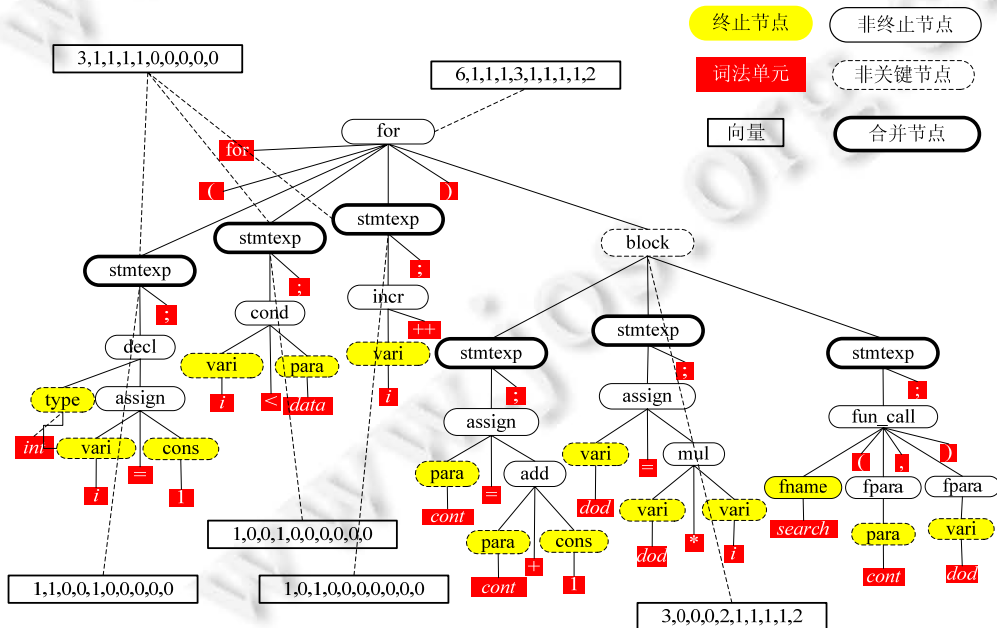 终止节点 非终止节点
3,1,1,1,1,0,0,0,0,0
6,1,1,1,3,1,1,1,1,2
词法单元 非关键节点
向量 合并节点
for
for
( )
stmtexp stmtexp stmtexp block
; ; ;
decl cond incr
++
stmtexp stmtexp stmtexp
; ; ;
type assign vari para vari
int i < data i
assign assign fun_call
vari = cons
i 1
para = add
cont
vari = mul
dod
( , )
fname fpara fpara
search
para + cons
cont 1
vari * vari
dod i
para vari
cont dod
1,0,0,1,0,0,0,0,0,0
1,1,0,0,1,0,0,0,0,0
1,0,1,0,0,0,0,0,0,0
3,0,0,0,2,1,1,1,1,2